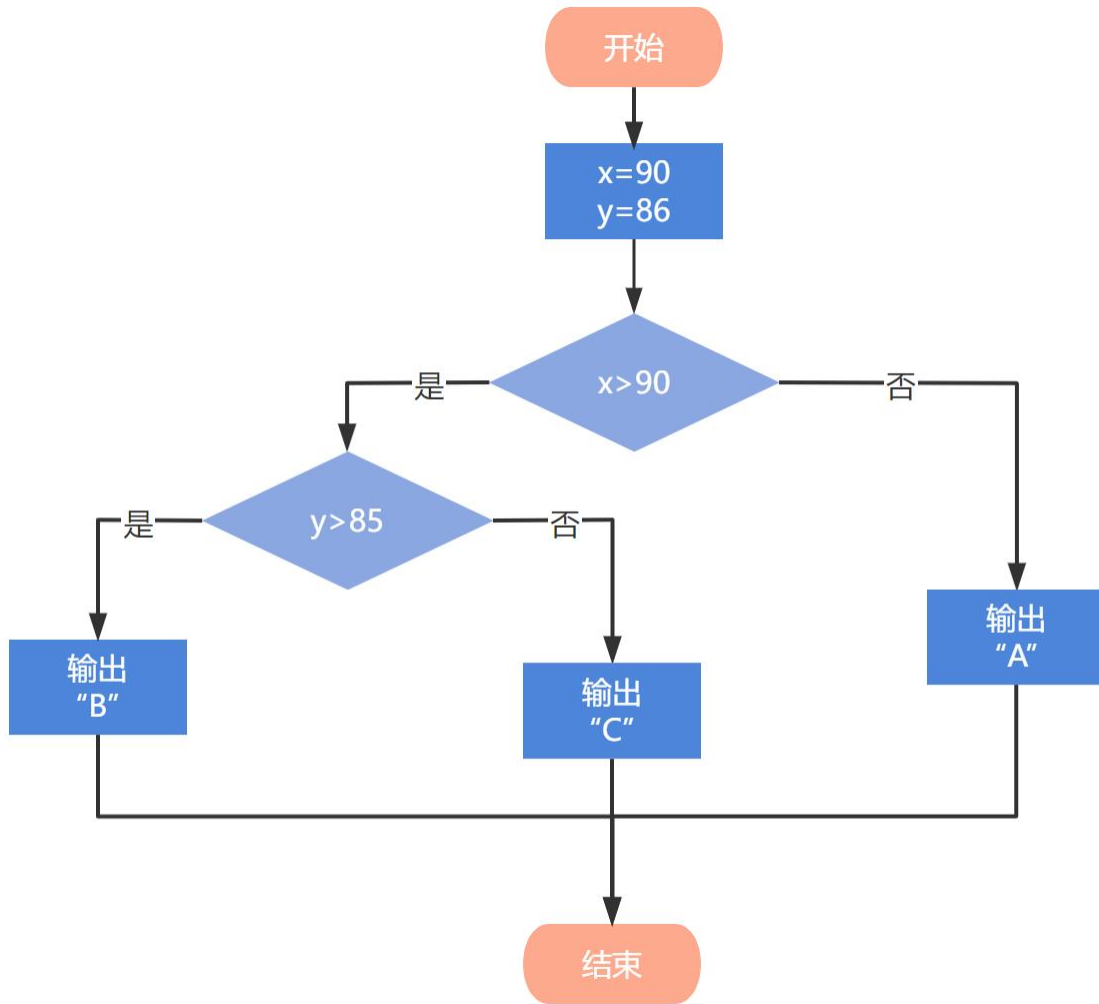 开始
x=90
y=86
x>90
是
否
y>85
是
否
输出
“A”
输出
“B”
输出
“C”
结束